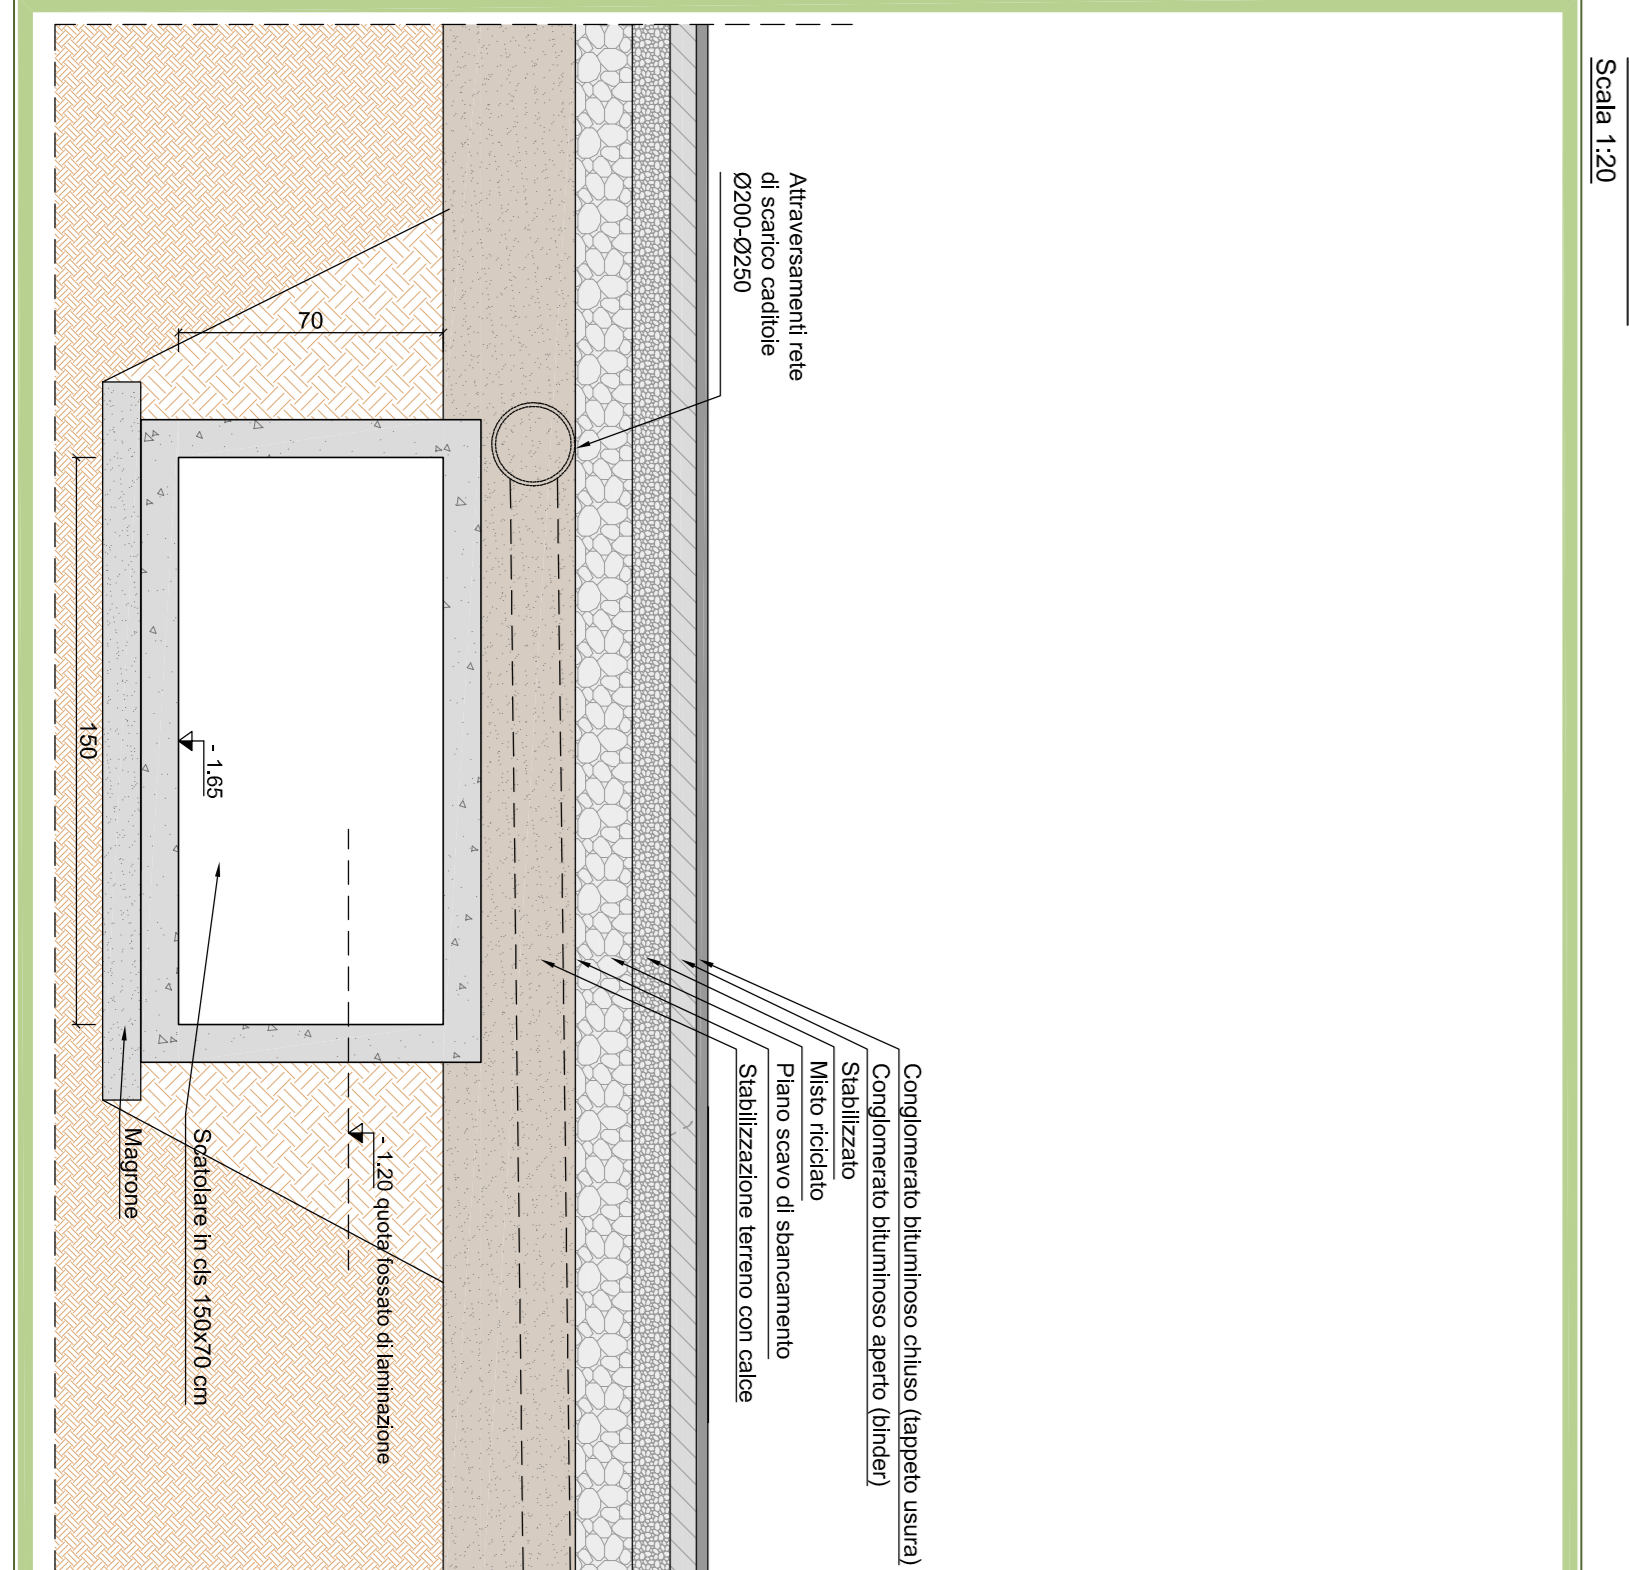 Scala 1:20
Attraversamenti rete
di scarico caditoie
Ø200-Ø250
70
Conglomerato bituminoso chiuso (tappeto usura)
Conglomerato bituminoso aperto (binder)
Stabilizzato
Misto riciclato
Piano scavo di sbancamento
Stabilizzazione terreno con calce
- 1.20 quota fossato di laminazione
- 1.65
Scatolare in cls 150x70 cm
Magrone
150